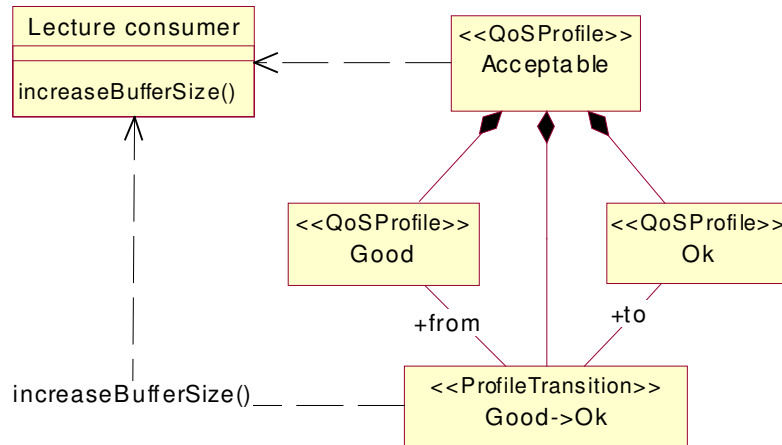 Lecture consumer
increaseBufferSize()
<<QoSProfile>>
Acceptable
<<QoSProfile>>
Good
<<QoSProfile>>
Ok
+from
+to
increaseBufferSize()
<<ProfileTransition>>
Good->Ok